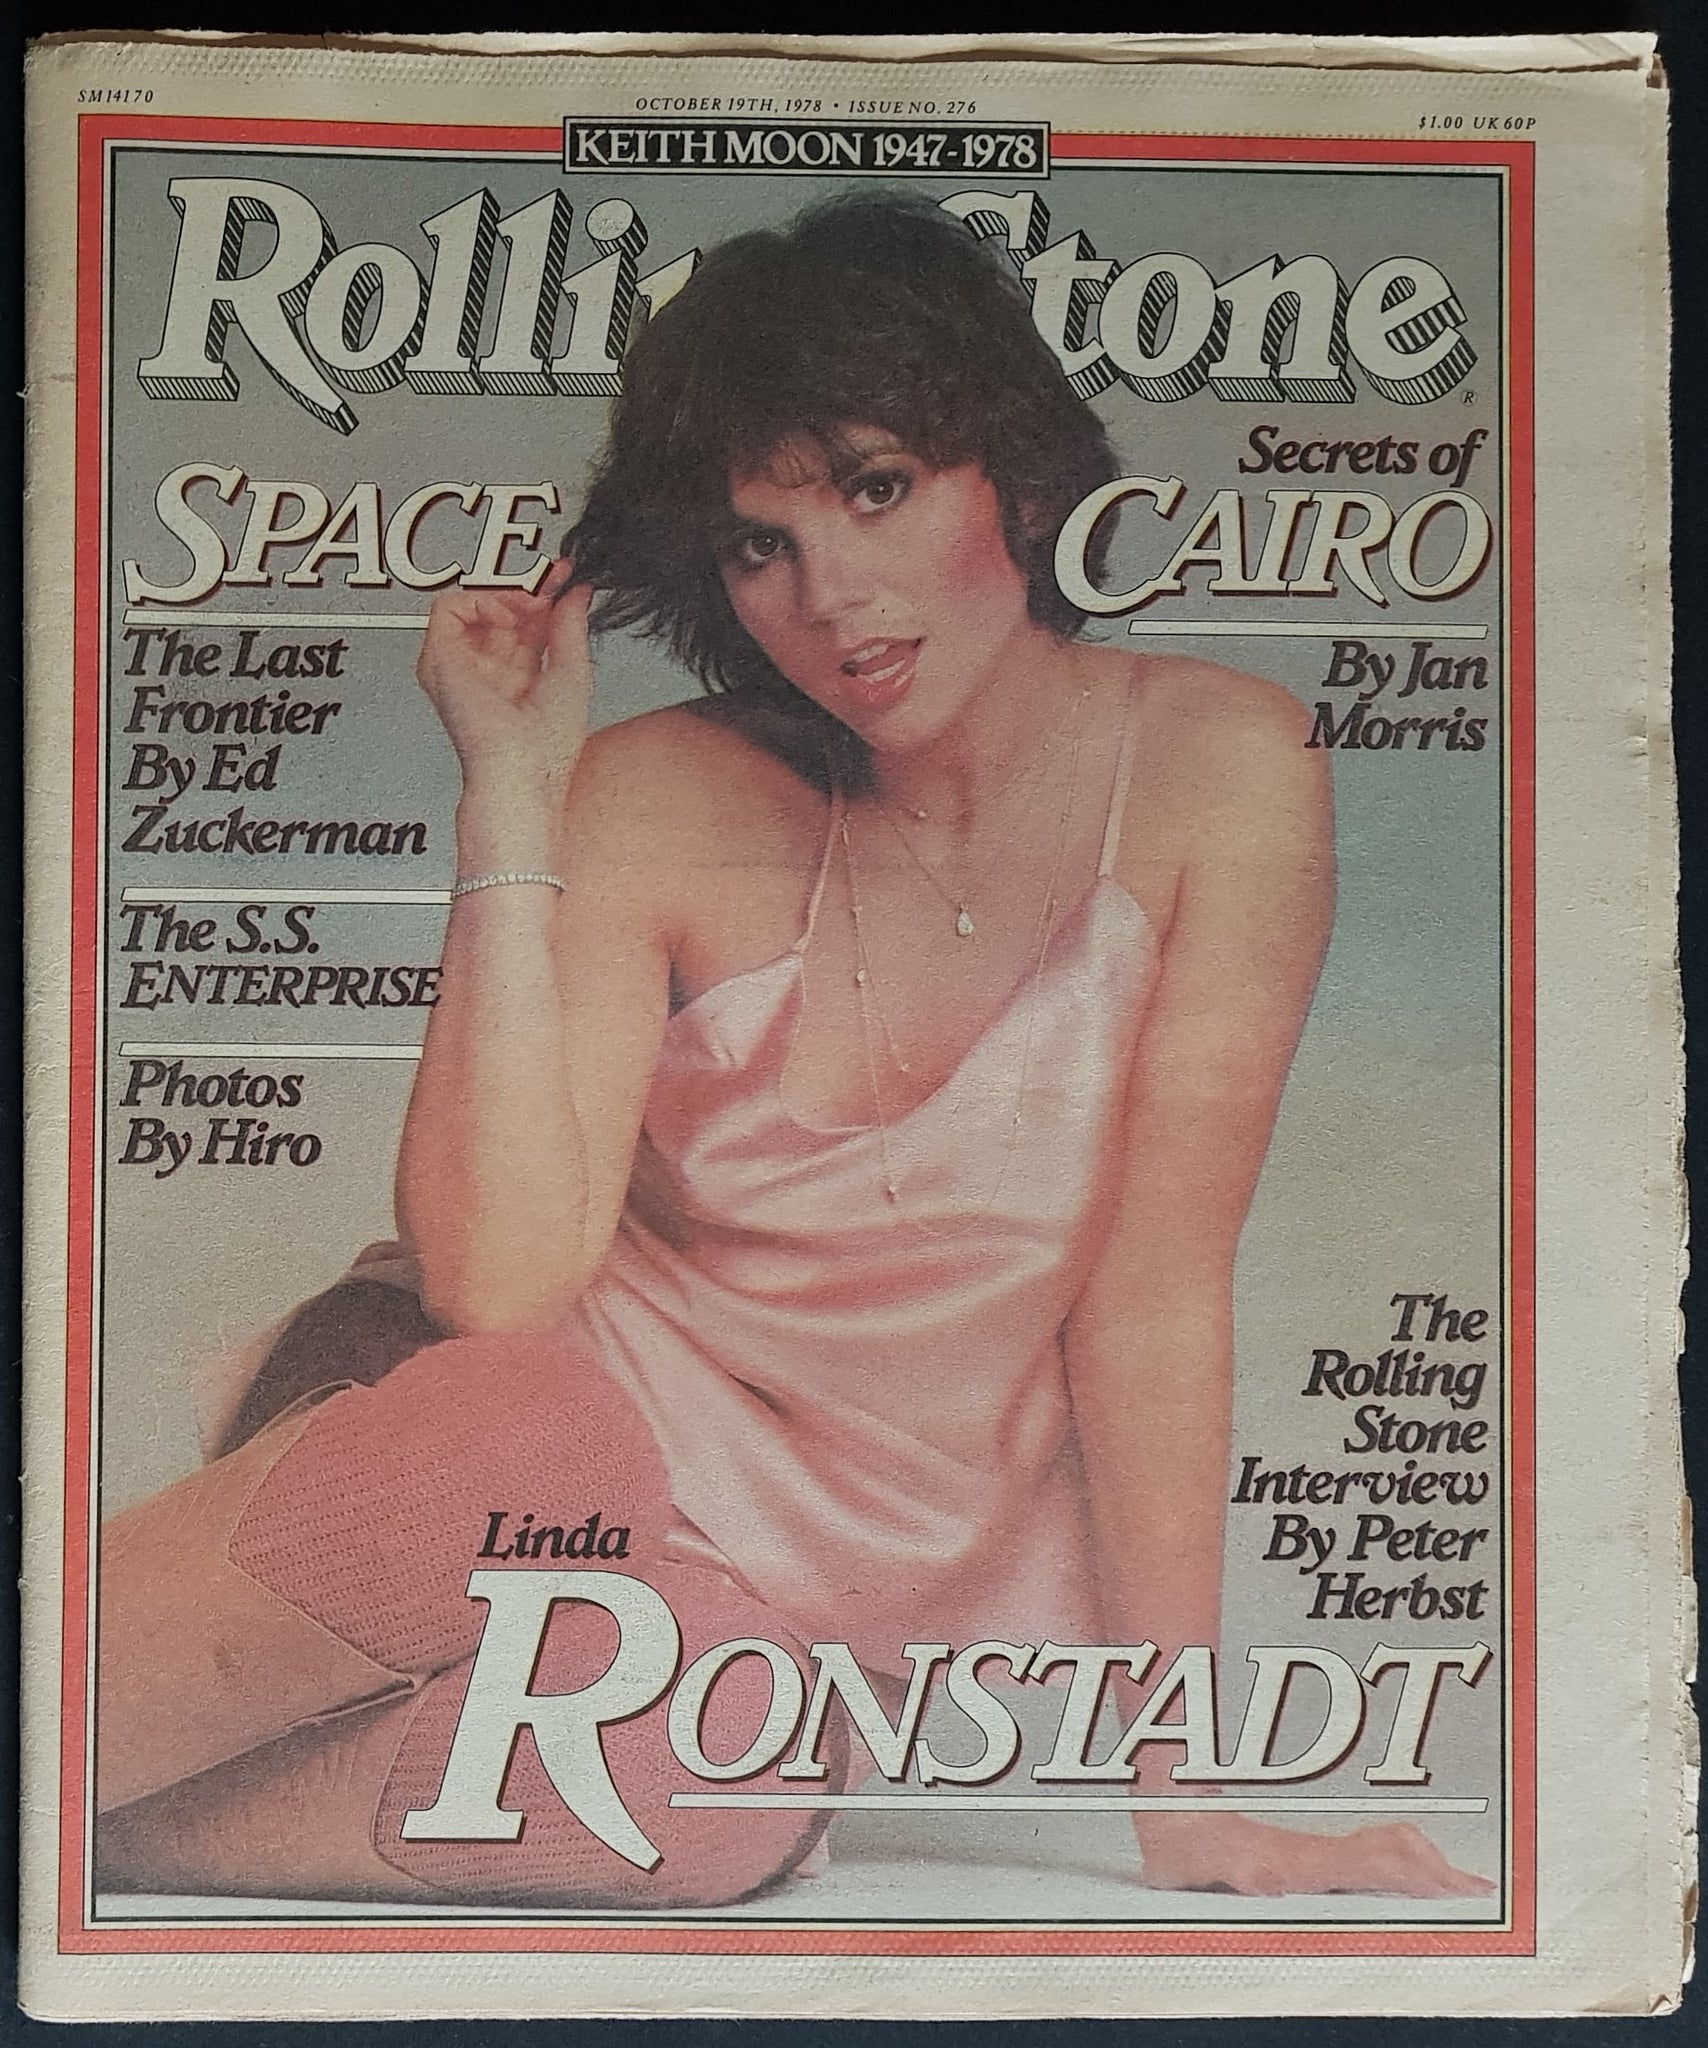 SM14170
OCTOBER 19TH, 1978 • ISSUE NO. 276
$1.00 UK 60P
KEITH MOON 1947-1978
Rolling Stone
®
SPACE
The Last
Frontier
By Ed
Zuckerman
The S.S.
ENTERPRISE
Photos
By Hiro
Secrets of
CAIRO
By Jan
Morris
The
Rolling
Stone
Interview
By Peter
Herbst
Linda
RONSTADT